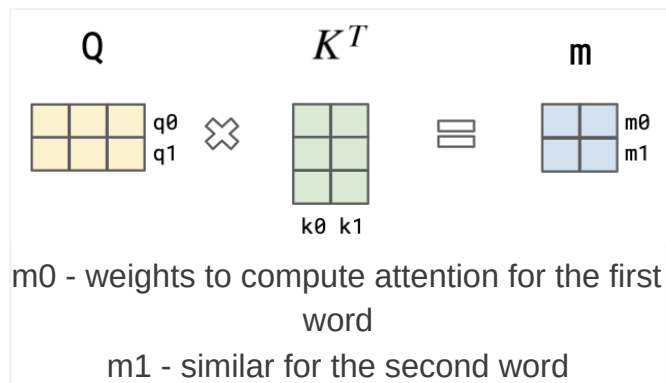 Q K^T m
q0 m0
q1 m1
k0 k1
m0 - weights to compute attention for the first
word
m1 - similar for the second word